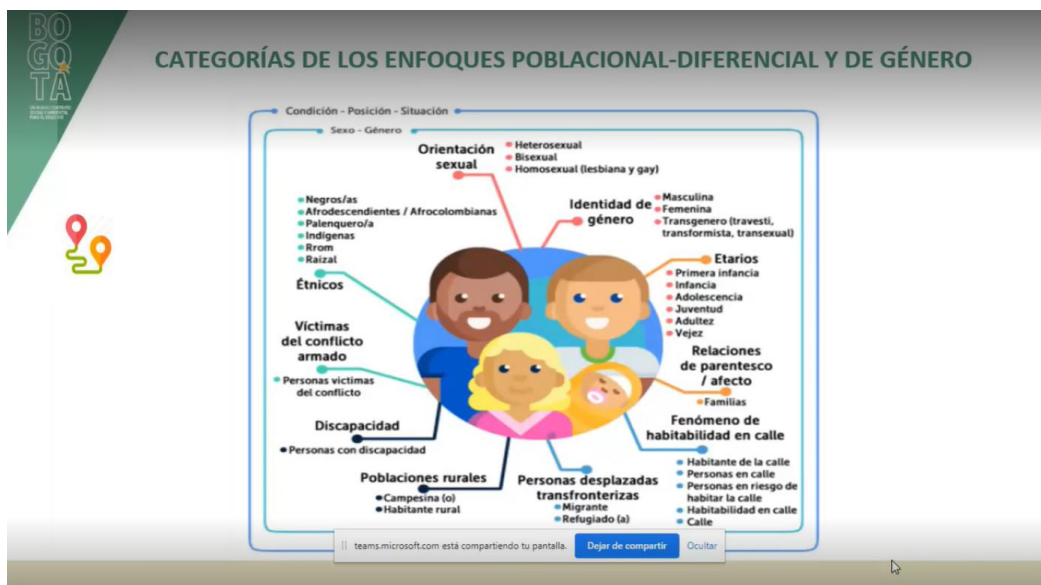 BO
GO
TÁ
CATEGORÍAS DE LOS ENFOQUES POBLACIONAL-DIFERENCIAL Y DE GÉNERO
Condición - Posición - Situación
Sexo - Género
Orientación
sexual
Heterosexual
Bisexual
Homosexual (lesbiana y gay)
Identidad de
género
Masculina
Femenina
Transgenero (travesti,
transformista, transexual)
Negros/as
Afrodescendientes / Afrocolombianas
Palenquero/a
Indígenas
Rrom
Raizal
Étnicos
Etarios
Primera infancia
Infancia
Adolescencia
Juventud
Adultez
Vejez
Víctimas
del conflicto
armado
Personas victimas
del conflicto
Relaciones
de parentesco
/ afecto
Familias
Discapacidad
Personas con discapacidad
Fenómeno de
habitabilidad en calle
Habitante de la calle
Personas en calle
Personas en riesgo de
habitar la calle
Habitabilidad en calle
Calle
Poblaciones rurales
Campesina (o)
Habitante rural
Personas desplazadas
transfronterizas
Migrante
Refugiado (a)
teams.microsoft.com está compartiendo tu pantalla.
Dejar de compartir
Ocultar